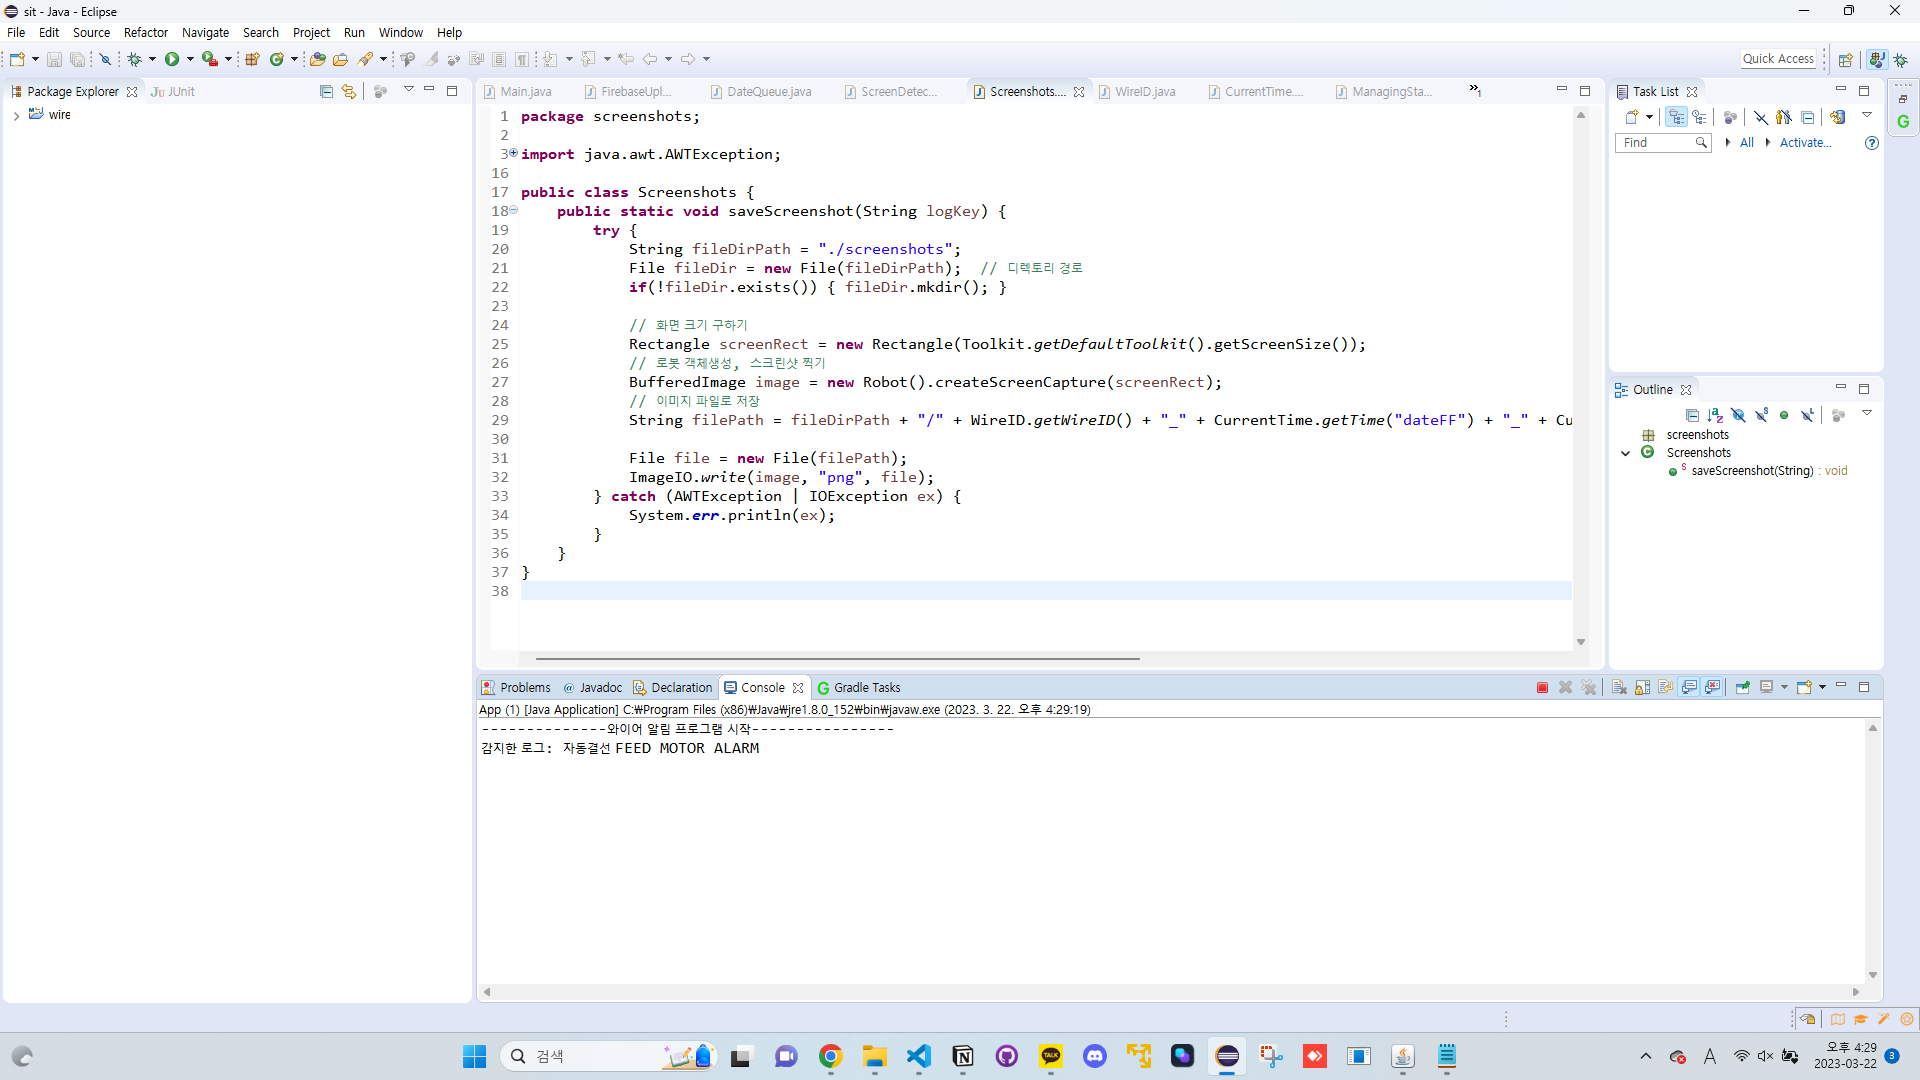 sit - Java - Eclipse
File Edit Source Refactor Navigate Search Project Run Window Help
Quick Access
Package Explorer JUnit
wire
Main.java FirebaseUpl... DateQueue.java ScreenDetec... Screenshots.... WireID.java CurrentTime.... ManagingSta... »1
1 package screenshots;
2
3 import java.awt.AWTException;
16
17 public class Screenshots {
18 public static void saveScreenshot(String logKey) {
19 try {
20 String fileDirPath = "./screenshots";
21 File fileDir = new File(fileDirPath); // 디렉토리 경로
22 if(!fileDir.exists()) { fileDir.mkdir(); }
23
24 // 화면 크기 구하기
25 Rectangle screenRect = new Rectangle(Toolkit.getDefaultToolkit().getScreenSize());
26 // 로봇 객체생성, 스크린샷 찍기
27 BufferedImage image = new Robot().createScreenCapture(screenRect);
28 // 이미지 파일로 저장
29 String filePath = fileDirPath + "/" + WireID.getWireID() + "_" + CurrentTime.getTime("dateFF") + "_" + Cu
30
31 File file = new File(filePath);
32 ImageIO.write(image, "png", file);
33 } catch (AWTException | IOException ex) {
34 System.err.println(ex);
35 }
36 }
37 }
38
Task List
Find All Activate...
Outline
screenshots
Screenshots
saveScreenshot(String) : void
Problems @ Javadoc Declaration Console Gradle Tasks
App (1) [Java Application] C:₩Program Files (x86)₩Java₩jre1.8.0_152₩bin₩javaw.exe (2023. 3. 22. 오후 4:29:19)
--------------와이어 알림 프로그램 시작----------------
감지한 로그: 자동결선 FEED MOTOR ALARM
검색
TALK
A
오후 4:29
2023-03-22
3